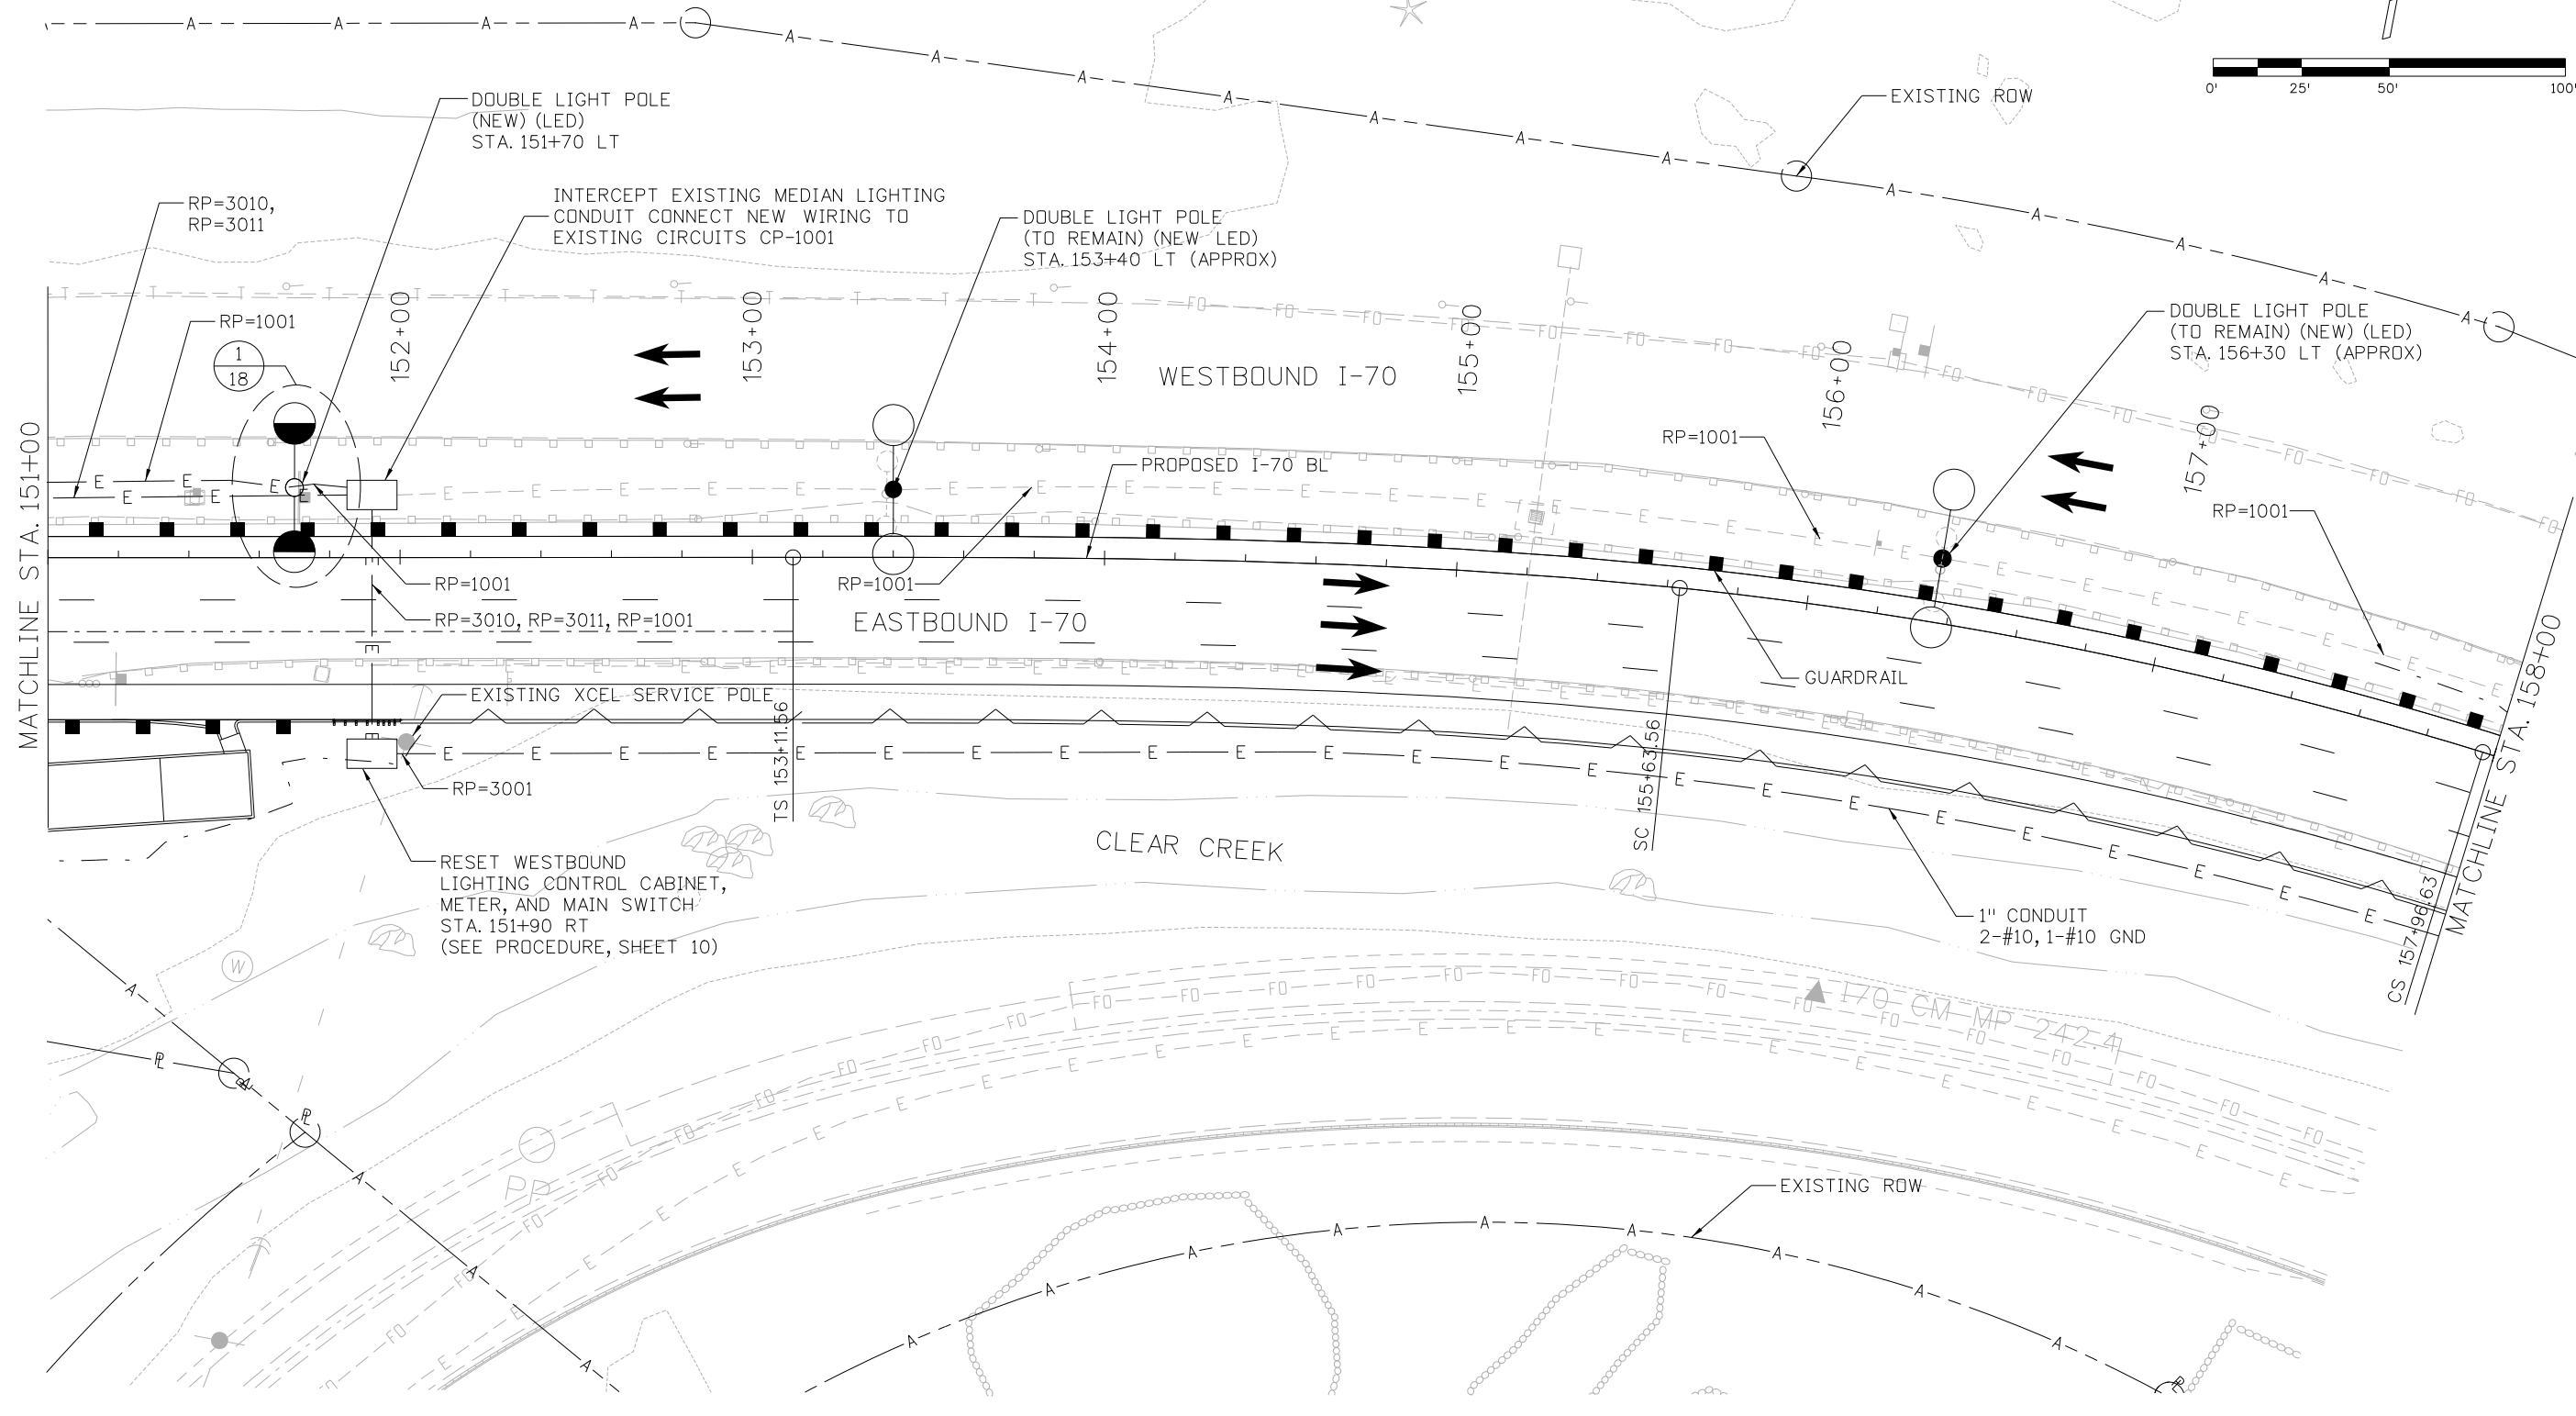 A A A A A A A A A A A A A A A A A
0' 25' 50' 100'
EXISTING ROW
DOUBLE LIGHT POLE
(NEW) (LED)
STA. 151+70 LT
RP=3010,
RP=3011
INTERCEPT EXISTING MEDIAN LIGHTING
CONDUIT CONNECT NEW WIRING TO
EXISTING CIRCUITS CP-1001
DOUBLE LIGHT POLE
(TO REMAIN) (NEW LED)
STA. 153+40 LT (APPROX)
DOUBLE LIGHT POLE
(TO REMAIN) (NEW) (LED)
STA. 156+30 LT (APPROX)
RP=1001
1
18
152+00
153+00
154+00
155+00
156+00
157+00
WESTBOUND I-70
RP=1001
RP=1001
PROPOSED I-70 BL
MATCHLINE STA. 151+00
RP=1001
RP=1001
RP=3010, RP=3011, RP=1001
EASTBOUND I-70
GUARDRAIL
EXISTING XCEL SERVICE POLE
RP=3001
TS 153+11.56
SC 155+63.56
CS 157+96.63
MATCHLINE STA. 158+00
RESET WESTBOUND
LIGHTING CONTROL CABINET,
METER, AND MAIN SWITCH
STA. 151+90 RT
(SEE PROCEDURE, SHEET 10)
CLEAR CREEK
1" CONDUIT
2-#10, 1-#10 GND
W
I70 CM MP 242.4
PP
EXISTING ROW